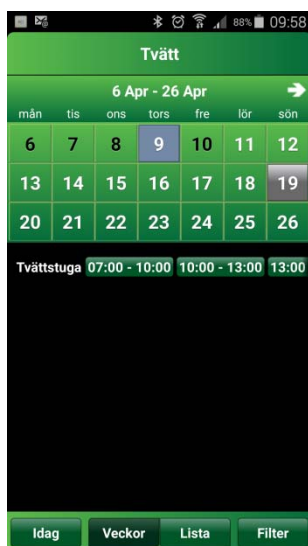 88% 09:58
Tvätt
6 Apr - 26 Apr
mån tis ons tors fre lör sön
6 7 8 9 10 11 12
13 14 15 16 17 18 19
20 21 22 23 24 25 26
Tvättstuga 07:00 - 10:00 10:00 - 13:00 13:00
Idag Veckor Lista Filter